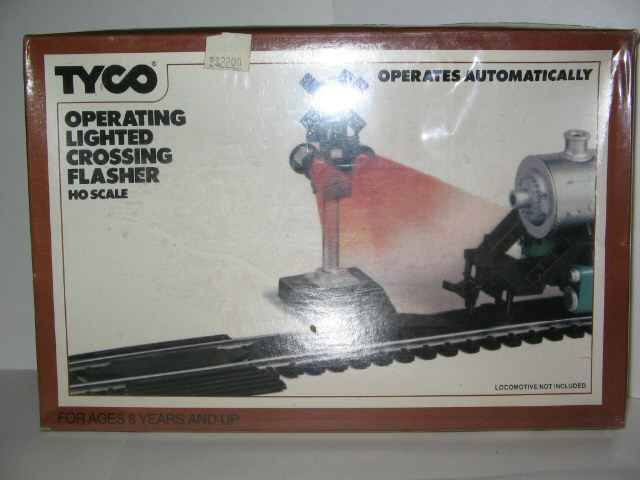 TYCO®
OPERATING
LIGHTED
CROSSING
FLASHER
HO SCALE
OPERATES AUTOMATICALLY
LOCOMOTIVE NOT INCLUDED
FOR AGES 8 YEARS AND UP